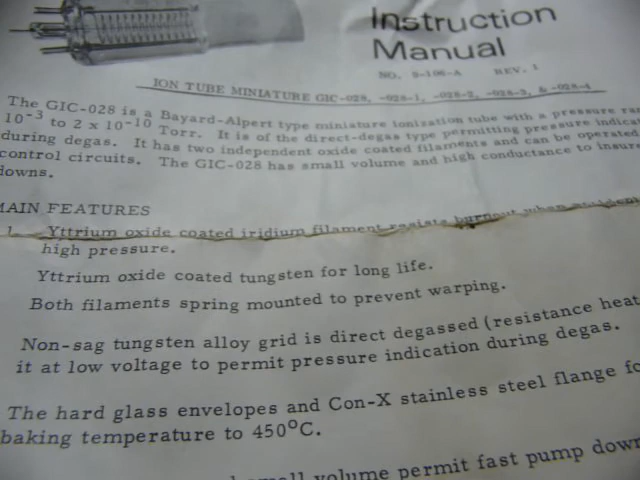 Instruction
Manual
NO. 9-106-A REV. 1
ION TUBE MINIATURE GIC-028, -028-1, -028-2, -028-3, & -028-4
The GIC-028 is a Bayard-Alpert type miniature ionization tube with a pressure
10⁻³ to 2 x 10⁻¹⁰ Torr. It is of the direct-degas type permitting pressure
during degas. It has two independent oxide coated filaments and can be operated
control circuits. The GIC-028 has small volume and high conductance to insure
downs.
MAIN FEATURES
1. Yttrium oxide coated iridium filament resists burnout when
high pressure.
Yttrium oxide coated tungsten for long life.
Both filaments spring mounted to prevent warping.
Non-sag tungsten alloy grid is direct degassed (resistance
it at low voltage to permit pressure indication during degas.
The hard glass envelopes and Con-X stainless steel flange
baking temperature to 450°C.
small volume permit fast pump down